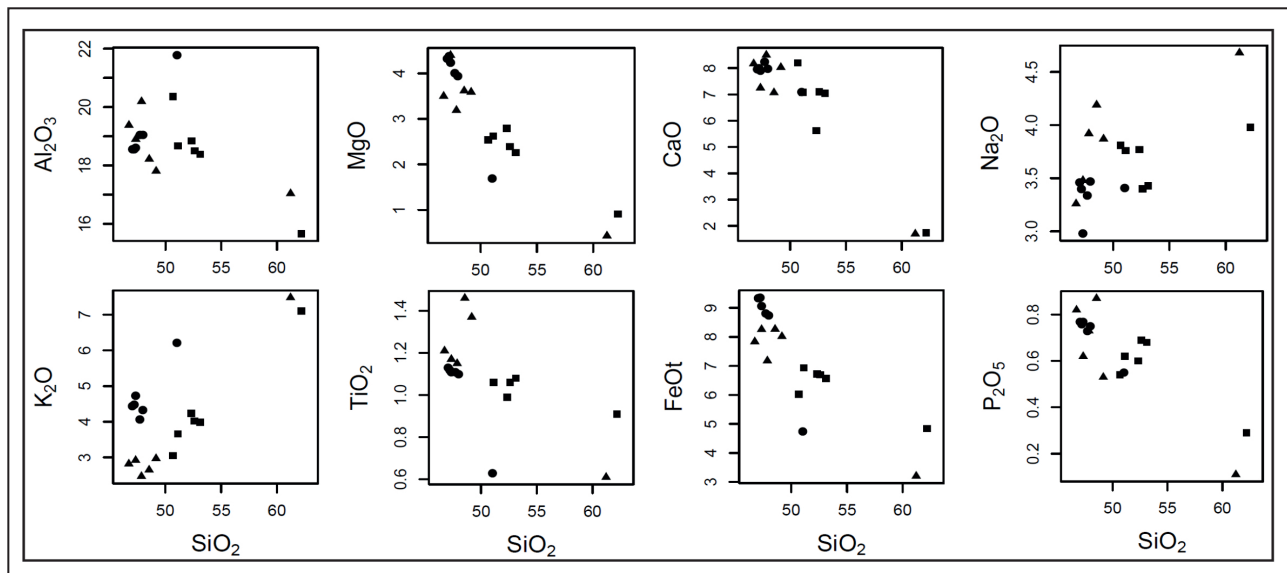 Al₂O₃
16 18 19 20 21 22
50 55 60
MgO
1 2 3 4
50 55 60
CaO
2 3 4 5 6 7 8
50 55 60
Na₂O
3.0 3.5 4.0 4.5
50 55 60
K₂O
3 4 5 6 7
50 55 60
SiO₂
TiO₂
0.6 0.8 1.0 1.2 1.4
50 55 60
SiO₂
FeOt
3 4 5 6 7 8 9
50 55 60
SiO₂
P₂O₅
0.2 0.4 0.6 0.8
50 55 60
SiO₂